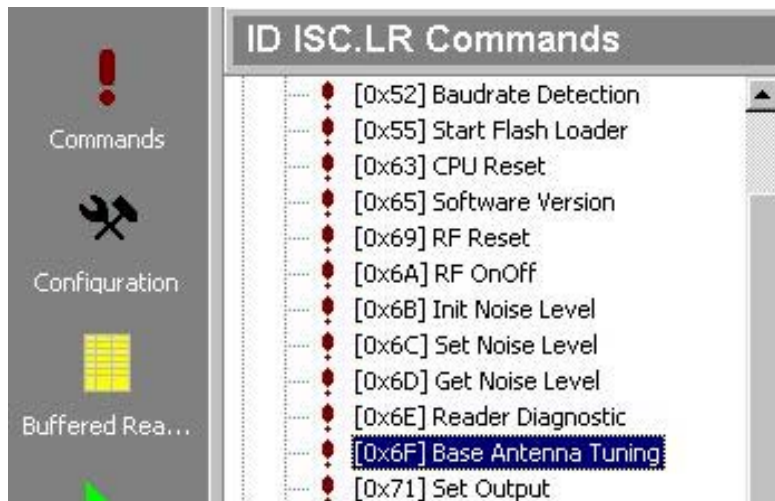 ID ISC.LR Commands
Commands
Configuration
Buffered Rea...
[0x52] Baudrate Detection
[0x55] Start Flash Loader
[0x63] CPU Reset
[0x65] Software Version
[0x69] RF Reset
[0x6A] RF OnOff
[0x6B] Init Noise Level
[0x6C] Set Noise Level
[0x6D] Get Noise Level
[0x6E] Reader Diagnostic
[0x6F] Base Antenna Tuning
[0x71] Set Output